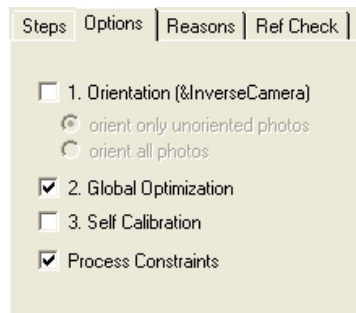 Steps Options Reasons Ref Check
1. Orientation (&InverseCamera)
orient only unoriented photos
orient all photos
2. Global Optimization
3. Self Calibration
Process Constraints